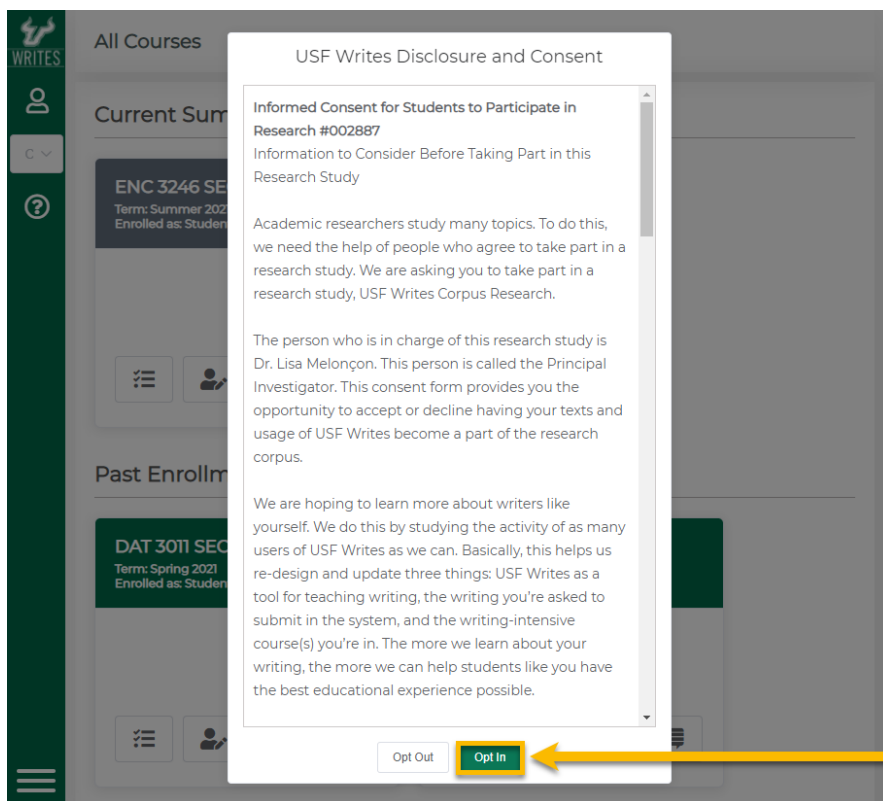 WRITES
All Courses
USF Writes Disclosure and Consent
Informed Consent for Students to Participate in
Research #002887
Information to Consider Before Taking Part in this
Research Study
Academic researchers study many topics. To do this,
we need the help of people who agree to take part in a
research study. We are asking you to take part in a
research study, USF Writes Corpus Research.
The person who is in charge of this research study is
Dr. Lisa Melonçon. This person is called the Principal
Investigator. This consent form provides you the
opportunity to accept or decline having your texts and
usage of USF Writes become a part of the research
corpus.
We are hoping to learn more about writers like
yourself. We do this by studying the activity of as many
users of USF Writes as we can. Basically, this helps us
re-design and update three things: USF Writes as a
tool for teaching writing, the writing you're asked to
submit in the system, and the writing-intensive
course(s) you're in. The more we learn about your
writing, the more we can help students like you have
the best educational experience possible.
Opt Out
Opt In
C
Current Sum
ENC 3246 SE
Term: Summer 202
Enrolled as: Studen
Past Enrollm
DAT 3011 SEC
Term: Spring 2021
Enrolled as: Studen